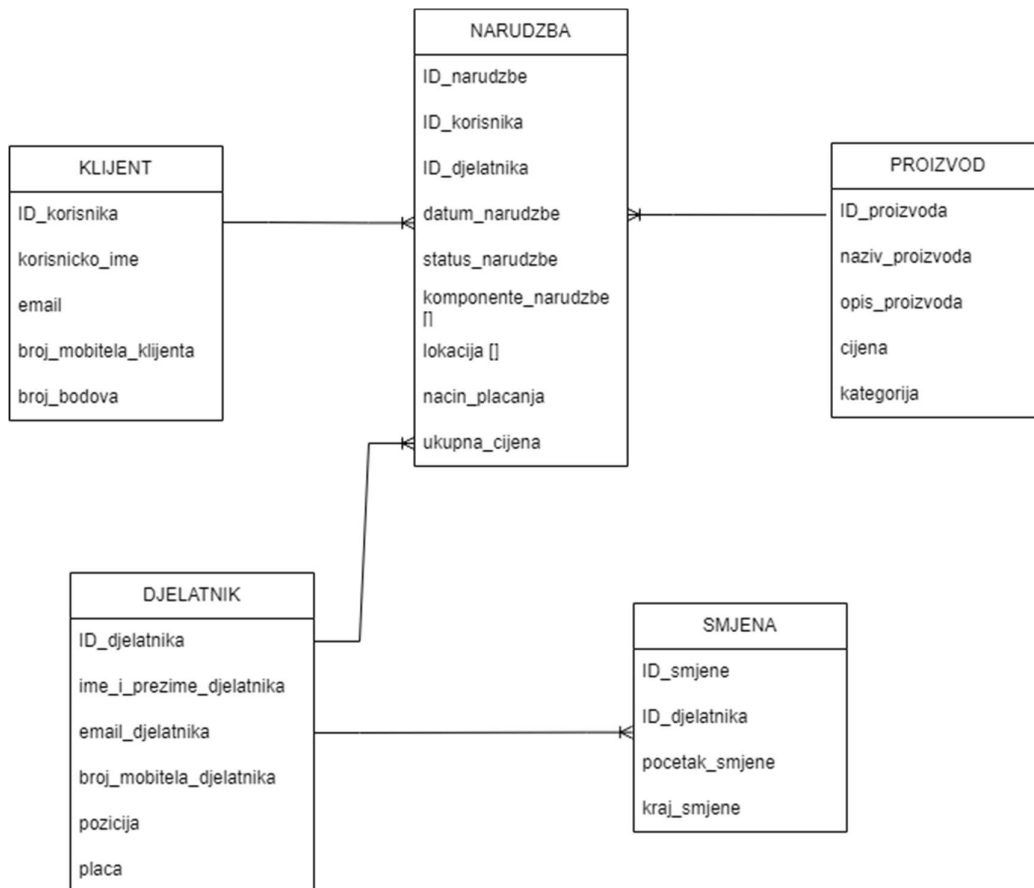 NARUDZBA
ID_narudzbe
ID_korisnika
ID_djelatnika
datum_narudzbe
status_narudzbe
komponente_narudzbe
[]
lokacija []
nacin_placanja
ukupna_cijena
KLIJENT
ID_korisnika
korisnicko_ime
email
broj_mobitela_klijenta
broj_bodova
PROIZVOD
ID_proizvoda
naziv_proizvoda
opis_proizvoda
cijena
kategorija
DJELATNIK
ID_djelatnika
ime_i_prezime_djelatnika
email_djelatnika
broj_mobitela_djelatnika
pozicija
placa
SMJENA
ID_smjene
ID_djelatnika
pocetak_smjene
kraj_smjene